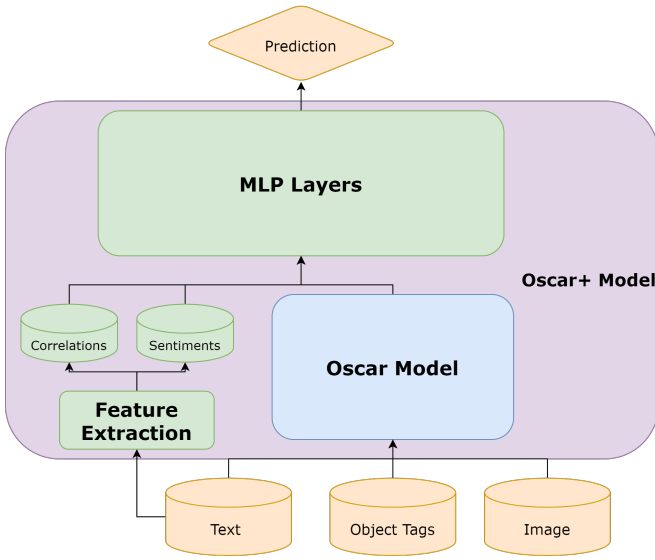 Prediction
MLP Layers
Oscar+ Model
Correlations
Sentiments
Oscar Model
Feature
Extraction
Text
Object Tags
Image